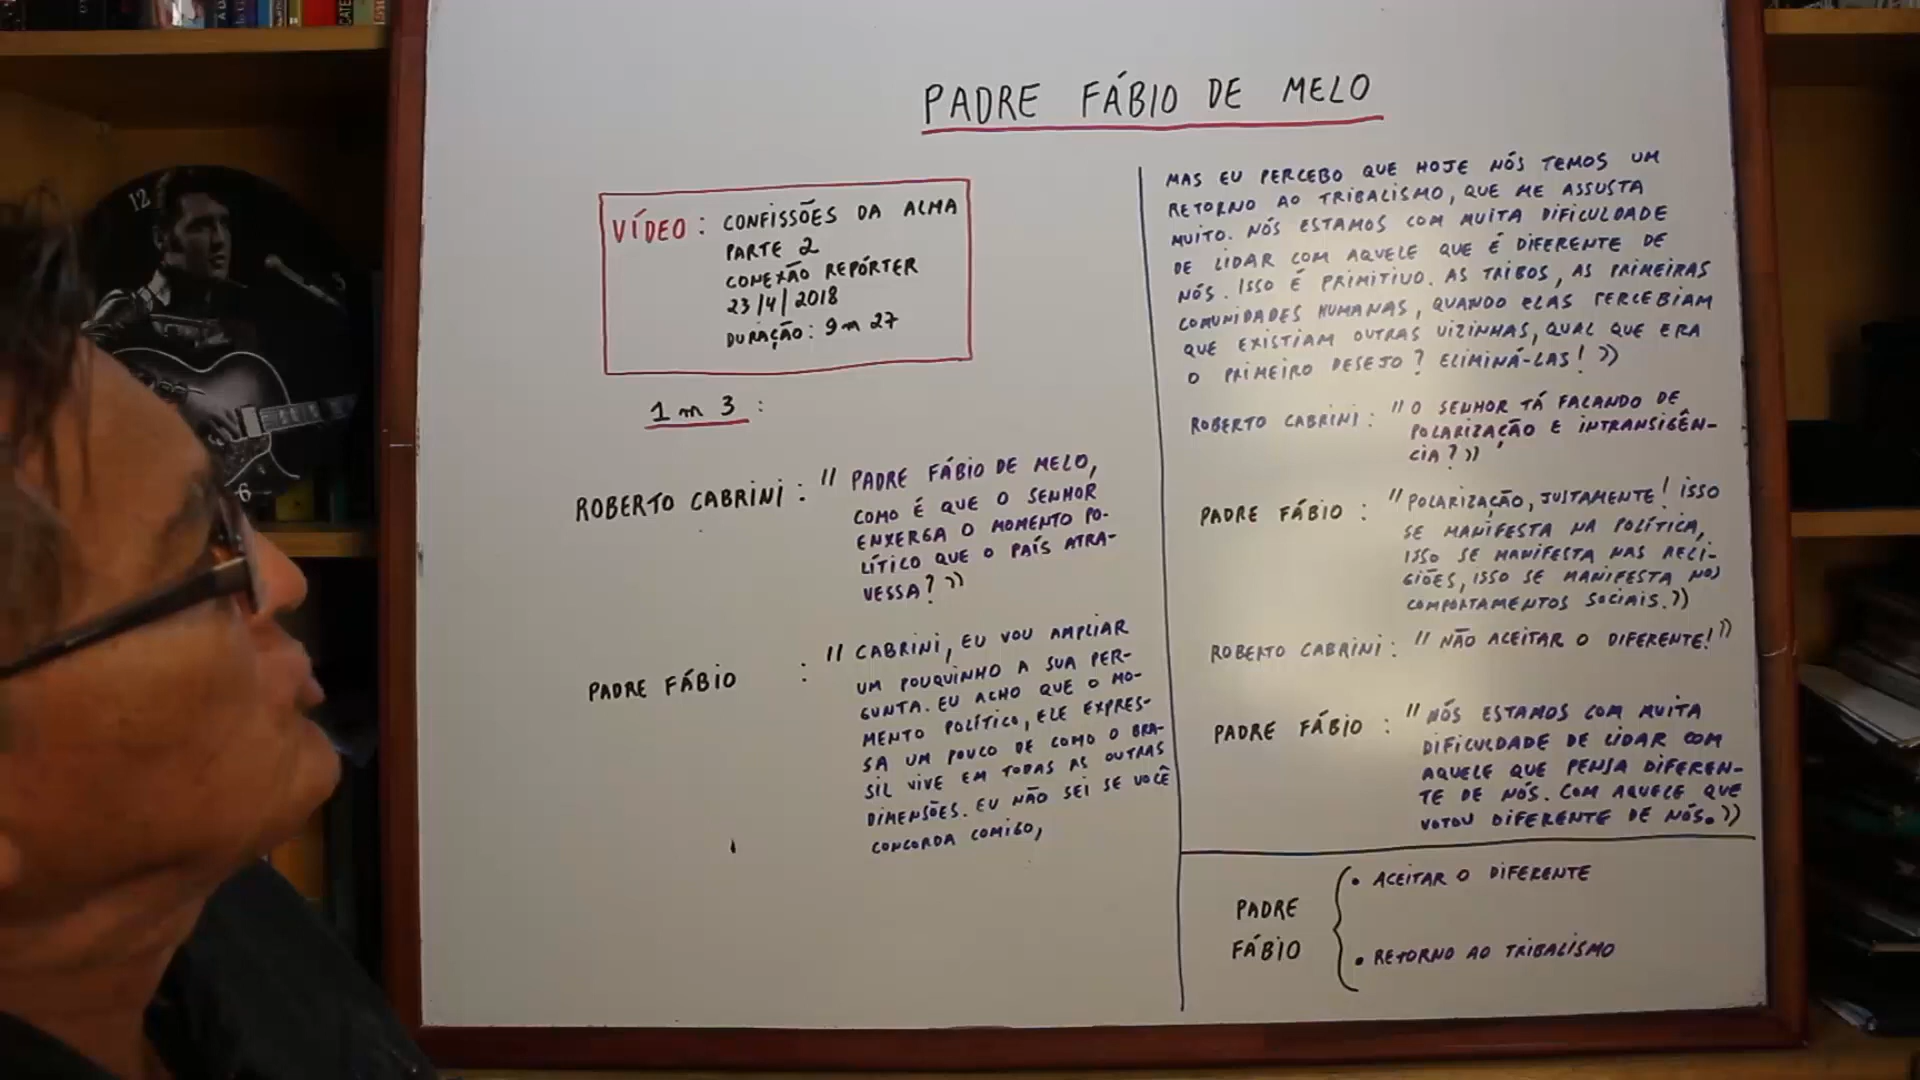 PADRE FÁBIO DE MELO
VÍDEO: CONFISSÕES DA ALMA
PARTE 2
CONEXÃO REPÓRTER
23/4/2018
DURAÇÃO: 9m 27
1m 3:
ROBERTO CABRINI: "PADRE FÁBIO DE MELO,
COMO É QUE O SENHOR
ENXERGA O MOMENTO PO-
LÍTICO QUE O PAÍS ATRA-
VESSA?"
PADRE FÁBIO : "CABRINI, EU VOU AMPLIAR
UM POUQUINHO A SUA PER-
GUNTA. EU ACHO QUE O MO-
MENTO POLÍTICO, ELE EXPRES-
SA UM POUCO DE COMO O BRA-
SIL VIVE EM TODAS AS OUTRAS
DIMENSÕES. EU NÃO SEI SE VOCÊ
CONCORDA COMIGO,
MAS EU PERCEBO QUE HOJE NÓS TEMOS UM
RETORNO AO TRIBALISMO, QUE ME ASSUSTA
MUITO. NÓS ESTAMOS COM MUITA DIFICULDADE
DE LIDAR COM AQUELE QUE É DIFERENTE DE
NÓS. ISSO É PRIMITIVO. AS TRIBOS, AS PRIMEIRAS
COMUNIDADES HUMANAS, QUANDO ELAS PERCEBIAM
QUE EXISTIAM OUTRAS VIZINHAS, QUAL QUE ERA
O PRIMEIRO DESEJO? ELIMINÁ-LAS!"
ROBERTO CABRINI: "O SENHOR TÁ FALANDO DE
POLARIZAÇÃO E INTRANSIGÊN-
CIA?"
PADRE FÁBIO : "POLARIZAÇÃO, JUSTAMENTE! ISSO
SE MANIFESTA NA POLÍTICA,
ISSO SE MANIFESTA NAS RELI-
GIÕES, ISSO SE MANIFESTA NOS
COMPORTAMENTOS SOCIAIS."
ROBERTO CABRINI: "NÃO ACEITAR O DIFERENTE!"
PADRE FÁBIO : "NÓS ESTAMOS COM MUITA
DIFICULDADE DE LIDAR COM
AQUELE QUE PENSA DIFEREN-
TE DE NÓS. COM AQUELE QUE
VOTOU DIFERENTE DE NÓS."
PADRE
FÁBIO
• ACEITAR O DIFERENTE
• RETORNO AO TRIBALISMO
12
6